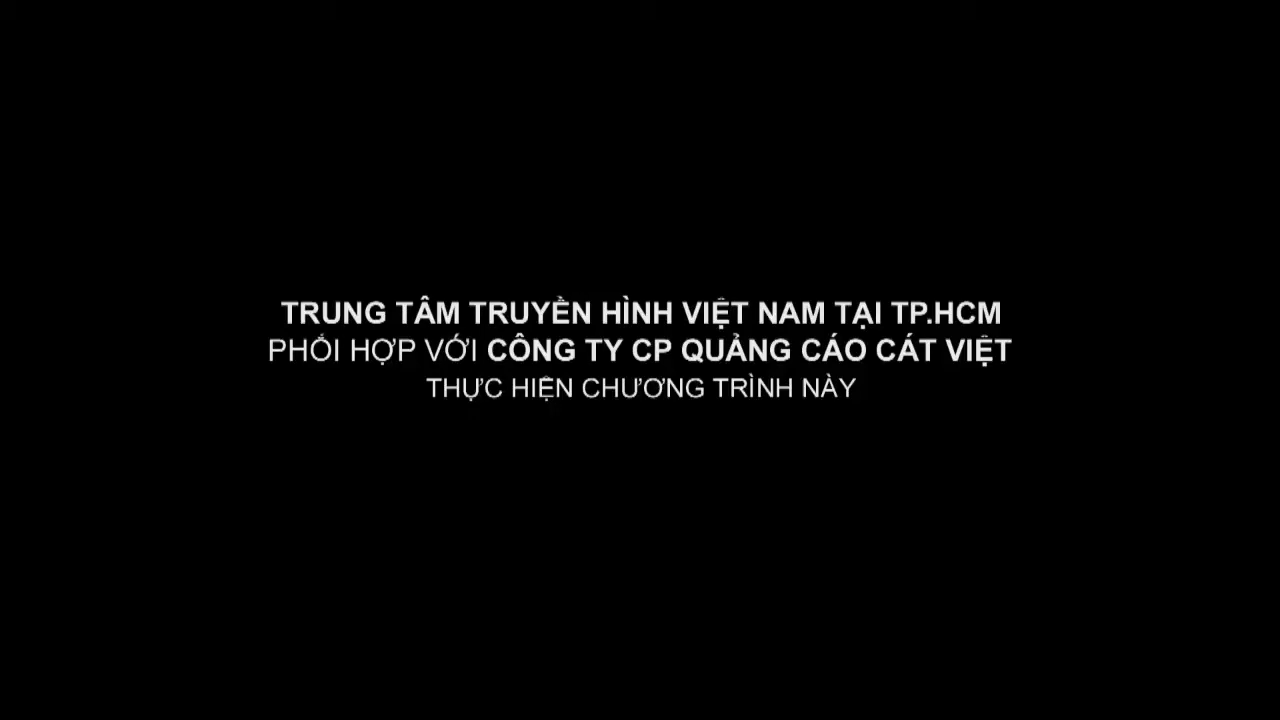 TRUNG TÂM TRUYỀN HÌNH VIỆT NAM TẠI TP.HCM
PHỐI HỢP VỚI CÔNG TY CP QUẢNG CÁO CÁT VIỆT
THỰC HIỆN CHƯƠNG TRÌNH NÀY